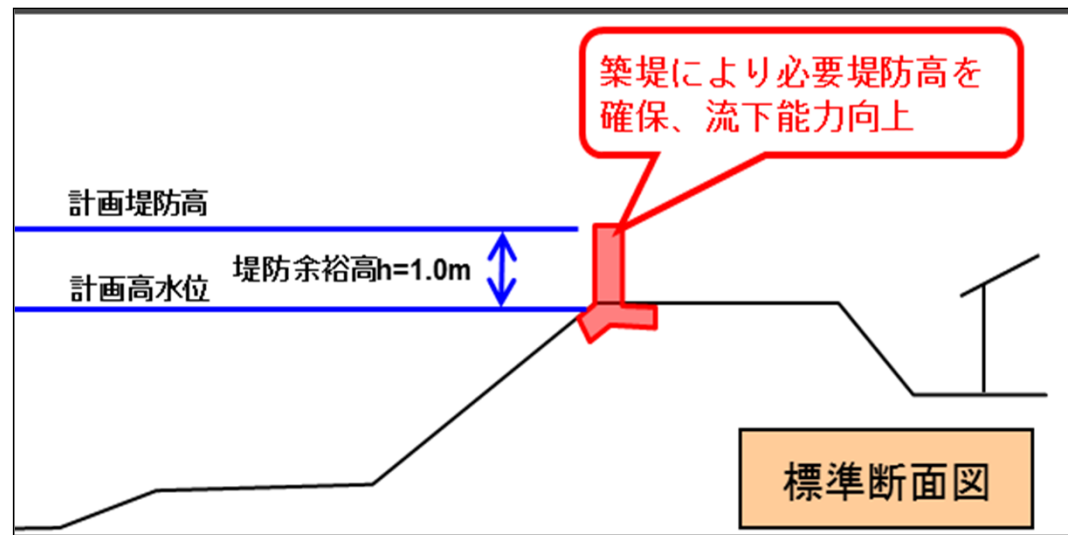 築堤により必要堤防高を
確保、流下能力向上
計画堤防高
堤防余裕高h=1.0m
計画高水位
標準断面図